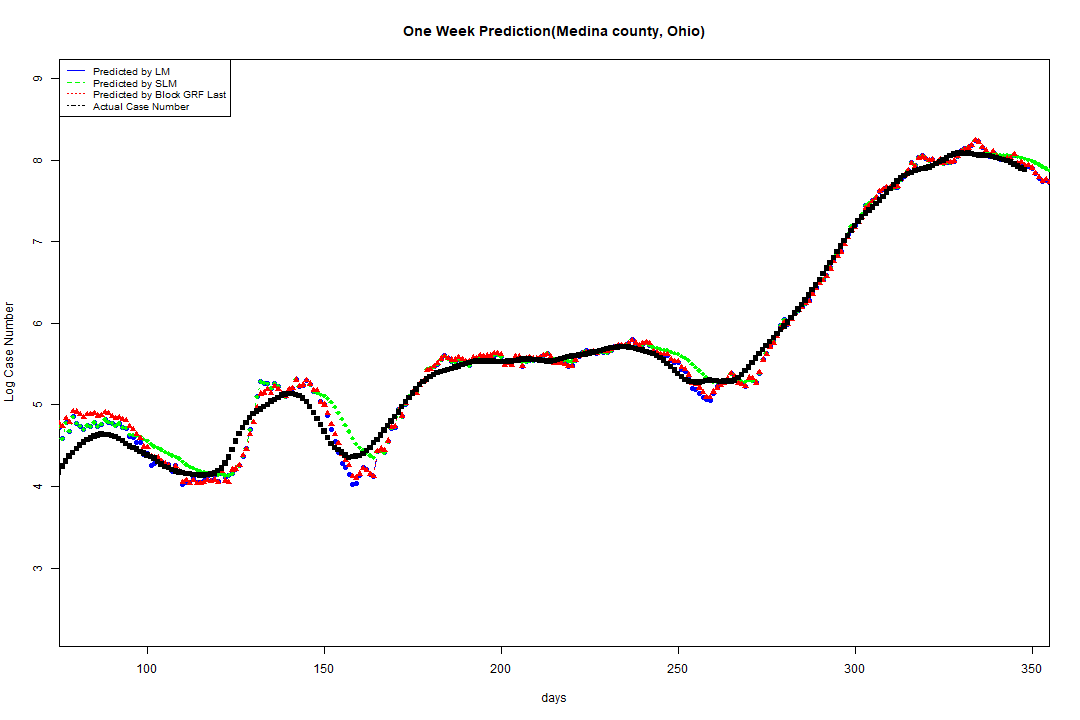 One Week Prediction(Medina county, Ohio)
Predicted by LM
Predicted by SLM
Predicted by Block GRF Last
Actual Case Number
9
8
7
6
5
4
3
Log Case Number
100 150 200 250 300 350
days